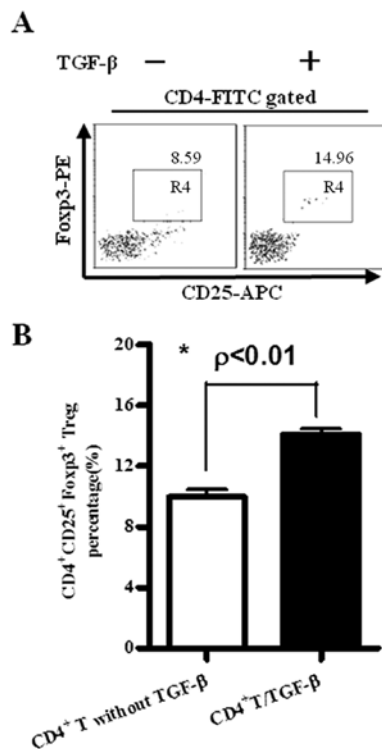 A
TGF-β − +
CD4-FITC gated
8.59 14.96
R4 R4
Foxp3-PE
CD25-APC
B
* ρ<0.01
20
16
12
8
4
0
CD4⁺CD25⁺Foxp3⁺ Treg
percentage(%)
CD4⁺ T without TGF-β
CD4⁺T/TGF-β